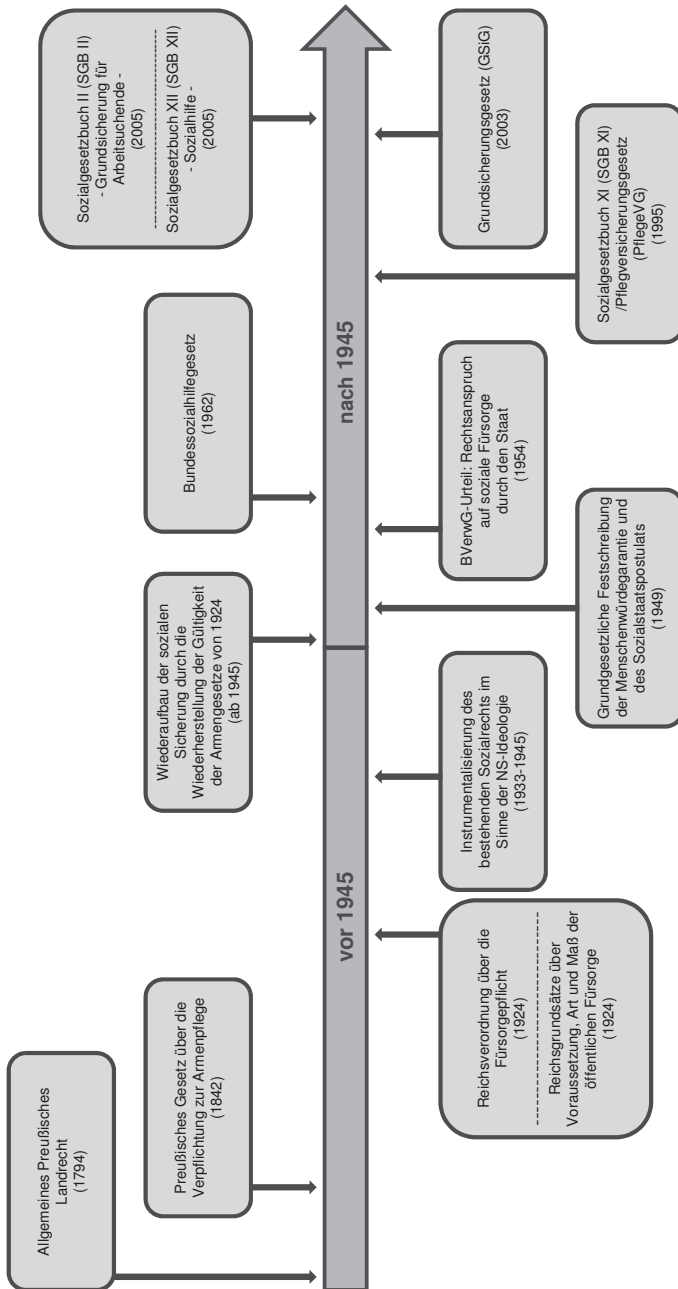 Allgemeines Preußisches
Landrecht
(1794)
Preußisches Gesetz über die
Verpflichtung zur Armenpflege
(1842)
Wiederaufbau der sozialen
Sicherung durch die
Wiederherstellung der Gültigkeit
der Armengesetze von 1924
(ab 1945)
Bundessozialhilfegesetz
(1962)
Sozialgesetzbuch II (SGB II)
- Grundsicherung für
Arbeitsuchende -
(2005)
Sozialgesetzbuch XII (SGB XII)
- Sozialhilfe -
(2005)
vor 1945
nach 1945
Reichsverordnung über die
Fürsorgepflicht
(1924)
Reichsgrundsätze über
Voraussetzung, Art und Maß der
öffentlichen Fürsorge
(1924)
Instrumentalisierung des
bestehenden Sozialrechts im
Sinne der NS-Ideologie
(1933-1945)
Grundgesetzliche Festschreibung
der Menschenwürdegarantie und
des Sozialstaatspostulats
(1949)
BVerwG-Urteil: Rechtsanspruch
auf soziale Fürsorge
durch den Staat
(1954)
Sozialgesetzbuch XI (SGB XI)
/Pflegversicherungsgesetz
(PflegeVG)
(1995)
Grundsicherungsgesetz (GSiG)
(2003)